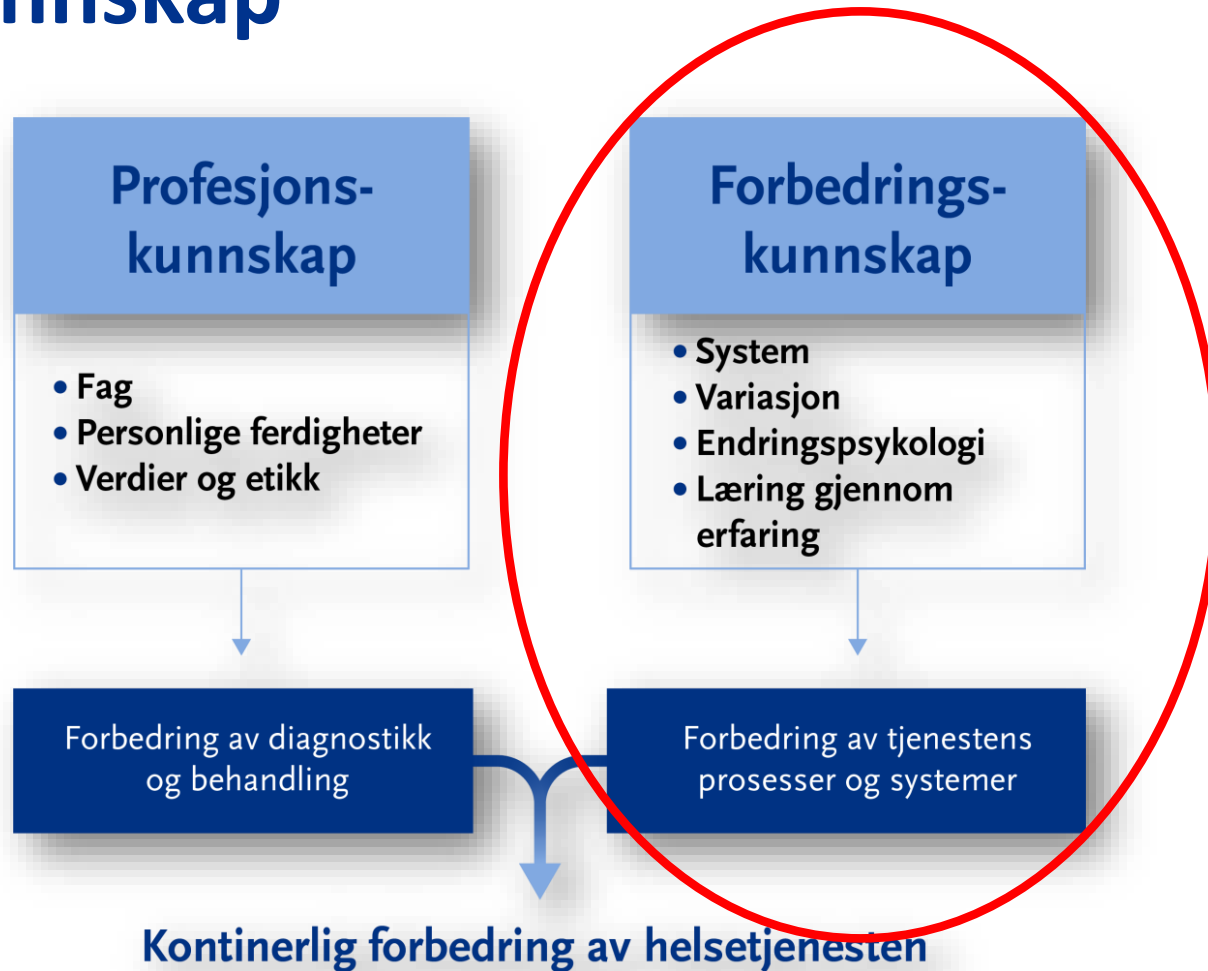 nnskap
Profesjons-
kunnskap
• Fag
• Personlige ferdigheter
• Verdier og etikk
Forbedrings-
kunnskap
• System
• Variasjon
• Endringspsykologi
• Læring gjennom
erfaring
Forbedring av diagnostikk
og behandling
Forbedring av tjenestens
prosesser og systemer
Kontinerlig forbedring av helsetjenesten